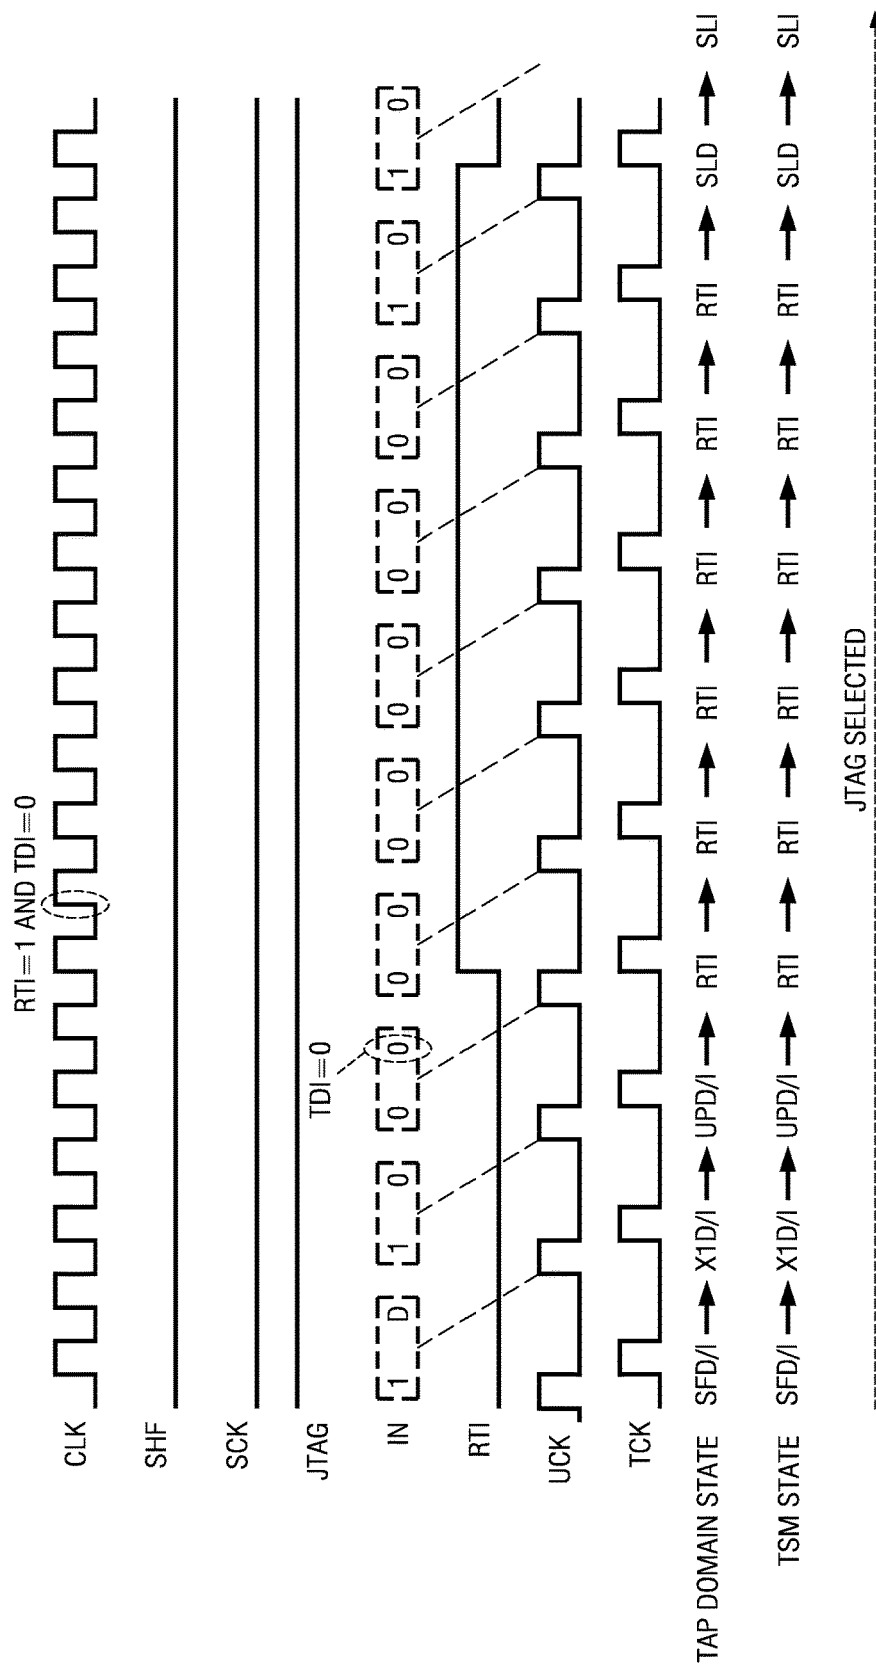 RTI=1 AND TDI=0
CLK
SHF
SCK
JTAG TDI=0
IN 1 D 1 0 0 0 0 0 0 0 0 0 0 0 0 0 1 0 1 0
RTI
UCK
TCK
TAP DOMAIN STATE SFD/I → X1D/I → UPD/I → RTI → RTI → RTI → RTI → RTI → RTI → SLD → SLI
TSM STATE SFD/I → X1D/I → UPD/I → RTI → RTI → RTI → RTI → RTI → RTI → SLD → SLI
JTAG SELECTED